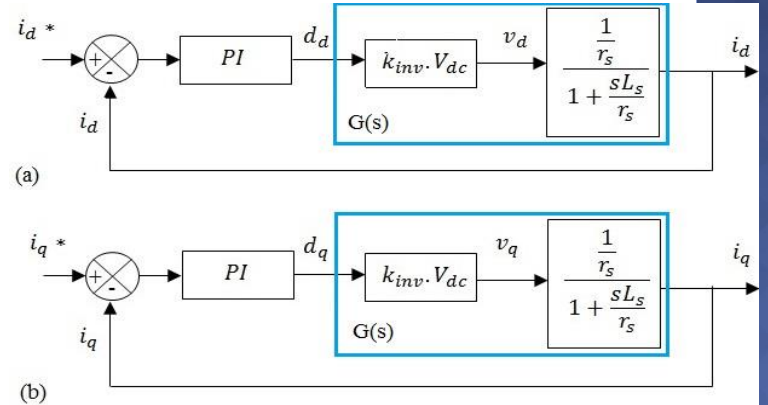 i_d *
+
-
PI
d_d
k_inv.V_dc
v_d
1/r_s
1 + sL_s/r_s
i_d
i_d
G(s)
(a)
i_q *
+
-
PI
d_q
k_inv.V_dc
v_q
1/r_s
1 + sL_s/r_s
i_q
i_q
G(s)
(b)